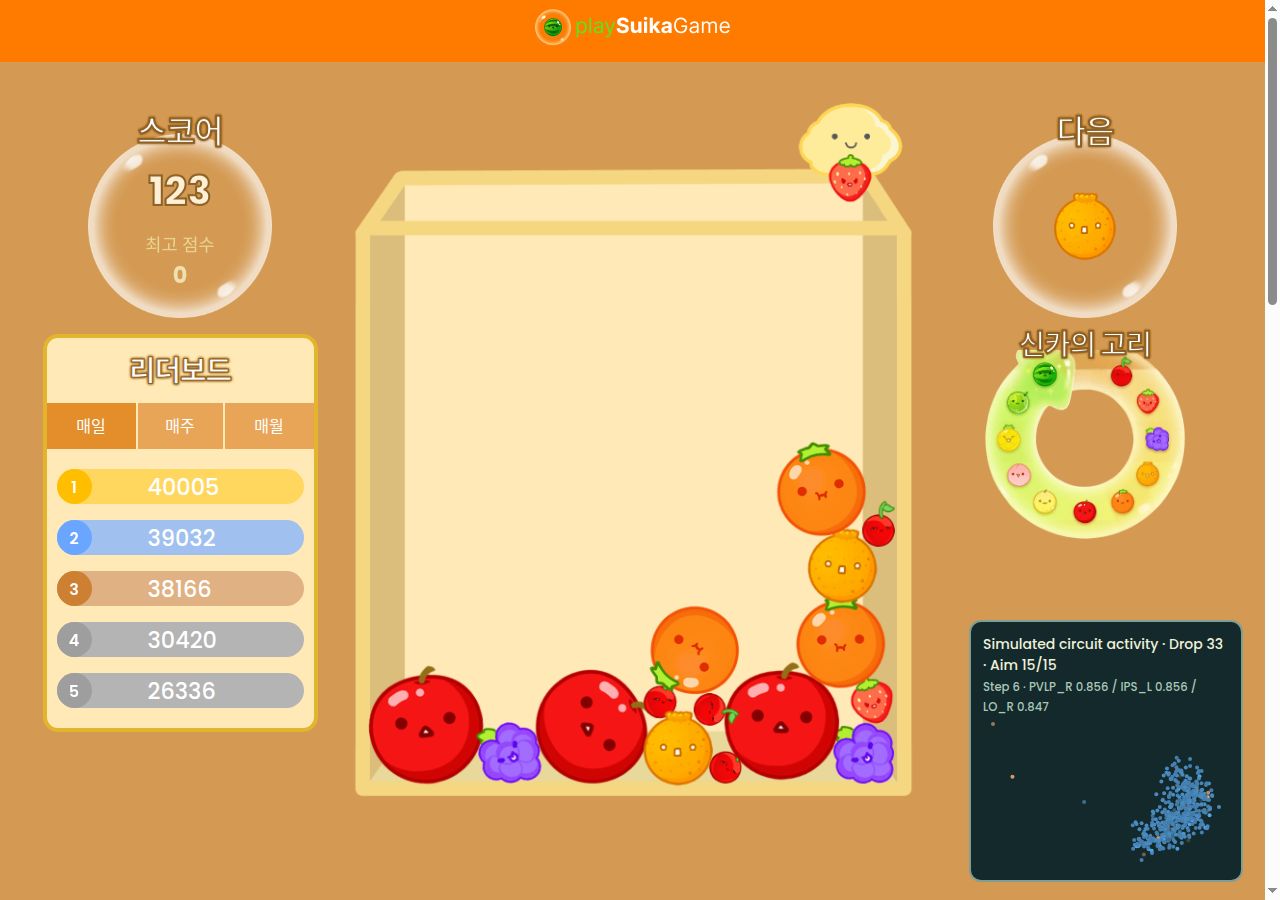 playSuikaGame
스코어
123
최고 점수
0
다음
신카의 고리
리더보드
매일 매주 매월
1 40005
2 39032
3 38166
4 30420
5 26336
Simulated circuit activity · Drop 33
· Aim 15/15
Step 6 · PVLP_R 0.856 / IPS_L 0.856 /
LO_R 0.847